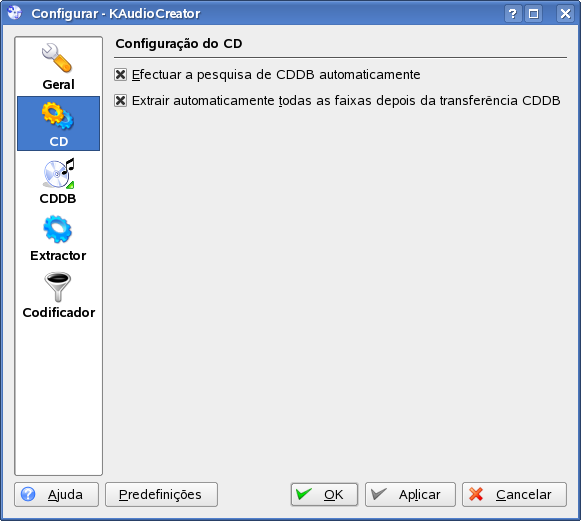 Configurar - KAudioCreator
Geral
CD
CDDB
Extractor
Codificador
Configuração do CD
Efectuar a pesquisa de CDDB automaticamente
Extrair automaticamente todas as faixas depois da transferência CDDB
Ajuda
Predefinições
OK
Aplicar
Cancelar